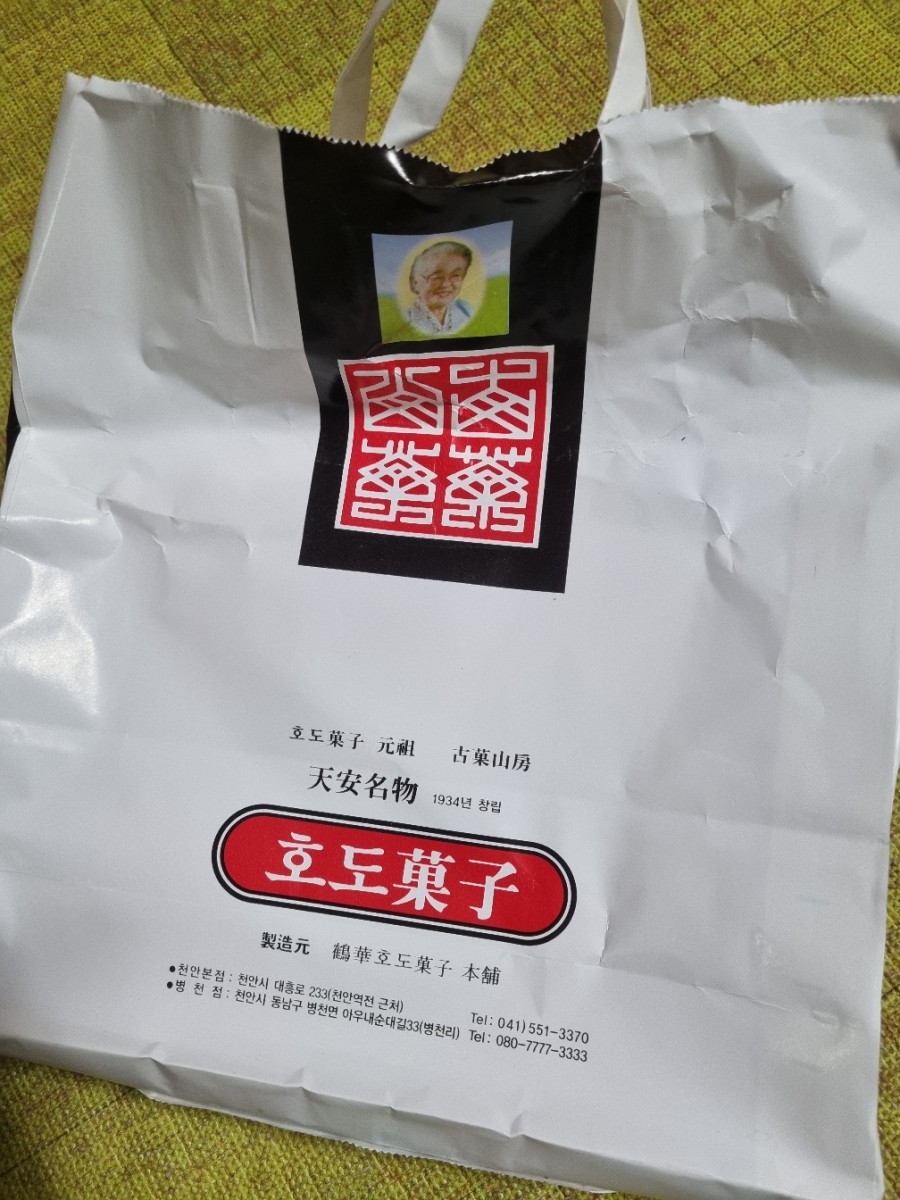 호도菓子 元祖 古菓山房
天安名物 1934년 창립
호도菓子
製造元 鶴華호도菓子 本舖
●천안본점 : 천안시 대흥로 233(천안역전 근처) Tel: 041)551-3370
●병 천 점 : 천안시 동남구 병천면 아우내순대길33(병천리) Tel: 080-7777-3333